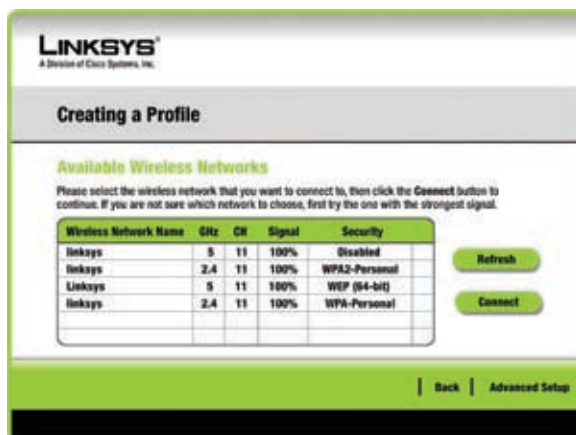 LINKSYS®
A Division of Cisco Systems, Inc.
Creating a Profile
Available Wireless Networks
Please select the wireless network that you want to connect to, then click the Connect button to
continue. If you are not sure which network to choose, first try the one with the strongest signal.
Wireless Network Name GHz CH Signal Security
linksys 5 11 100% Disabled
linksys 2.4 11 100% WPA2-Personal
Linksys 5 11 100% WEP (64-bit)
linksys 2.4 11 100% WPA-Personal
Refresh
Connect
Back Advanced Setup